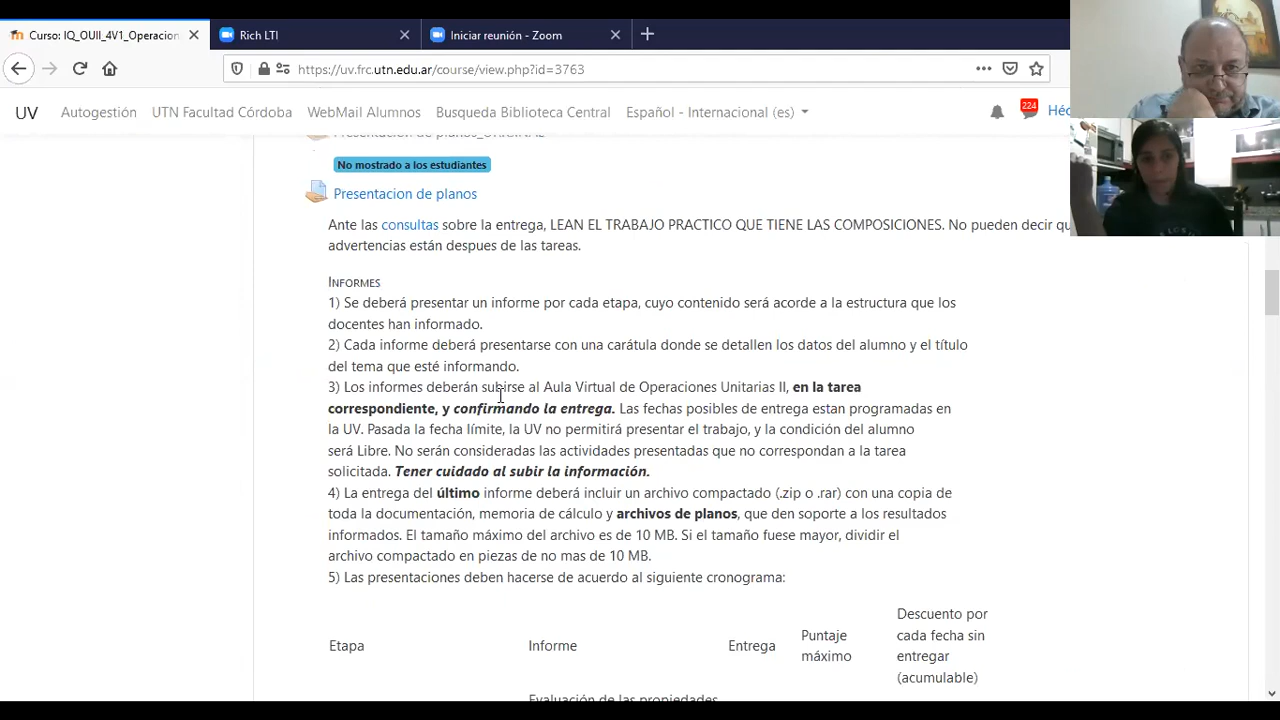 Curso: IQ_OUII_4V1_Operacion
Rich LTI
Iniciar reunión - Zoom
https://uv.frc.utn.edu.ar/course/view.php?id=3763
UV Autogestión UTN Facultad Córdoba WebMail Alumnos Busqueda Biblioteca Central Español - Internacional (es) 224 Héc
Presentacion de planos_ORIGINAL
No mostrado a los estudiantes
Presentacion de planos
Ante las consultas sobre la entrega, LEAN EL TRABAJO PRACTICO QUE TIENE LAS COMPOSICIONES. No pueden decir qu
advertencias están despues de las tareas.
INFORMES
1) Se deberá presentar un informe por cada etapa, cuyo contenido será acorde a la estructura que los
docentes han informado.
2) Cada informe deberá presentarse con una carátula donde se detallen los datos del alumno y el título
del tema que esté informando.
3) Los informes deberán subirse al Aula Virtual de Operaciones Unitarias II, en la tarea
correspondiente, y confirmando la entrega. Las fechas posibles de entrega estan programadas en
la UV. Pasada la fecha límite, la UV no permitirá presentar el trabajo, y la condición del alumno
será Libre. No serán consideradas las actividades presentadas que no correspondan a la tarea
solicitada. Tener cuidado al subir la información.
4) La entrega del último informe deberá incluir un archivo compactado (.zip o .rar) con una copia de
toda la documentación, memoria de cálculo y archivos de planos, que den soporte a los resultados
informados. El tamaño máximo del archivo es de 10 MB. Si el tamaño fuese mayor, dividir el
archivo compactado en piezas de no mas de 10 MB.
5) Las presentaciones deben hacerse de acuerdo al siguiente cronograma:
Etapa
Informe
Entrega
Puntaje
máximo
Descuento por
cada fecha sin
entregar
(acumulable)
Evaluación de las propiedades